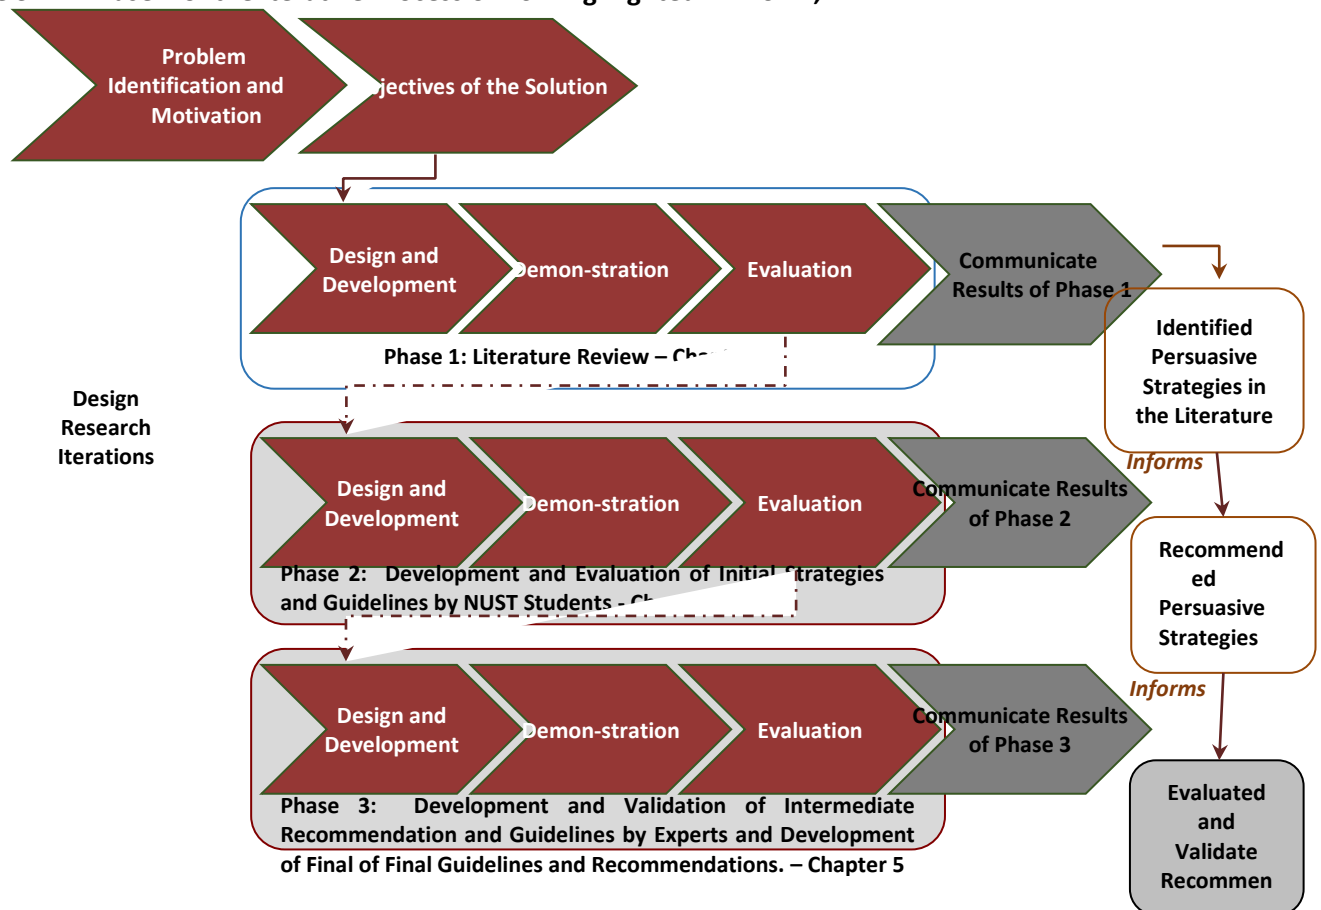 Problem
Identification and
Motivation
jectives of the Solution
Design and
Development
Demon-stration
Evaluation
Communicate
Results of Phase 1
Phase 1: Literature Review –
Identified
Persuasive
Strategies in
the Literature
Design
Research
Iterations
Informs
Design and
Development
Demon-stration
Evaluation
Communicate Results
of Phase 2
Phase 2: Development and Evaluation of Initial Strategies
and Guidelines by NUST Students -
Recommend
ed
Persuasive
Strategies
Informs
Design and
Development
Demon-stration
Evaluation
Communicate Results
of Phase 3
Phase 3: Development and Validation of Intermediate
Recommendation and Guidelines by Experts and Development
of Final of Final Guidelines and Recommendations. – Chapter 5
Evaluated
and
Validate
Recommen